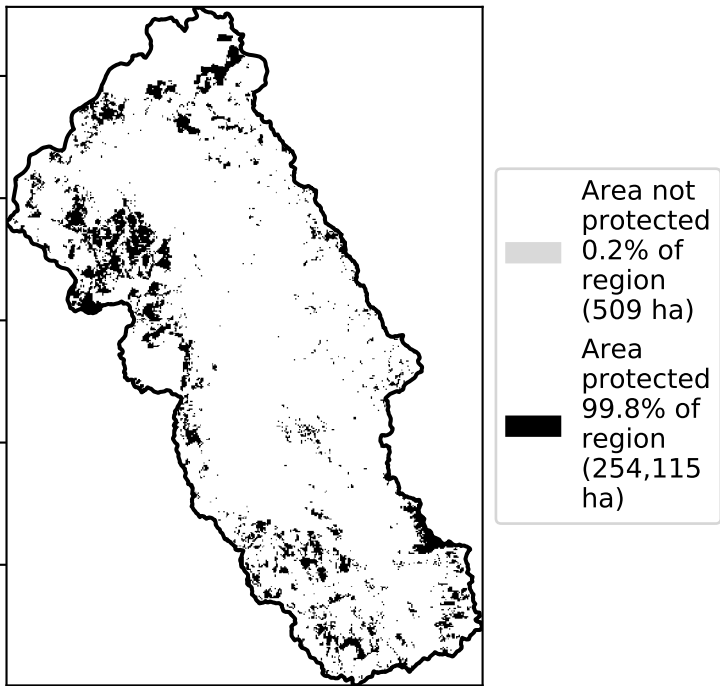 Area not
protected
0.2% of
region
(509 ha)
Area
protected
99.8% of
region
(254,115
ha)